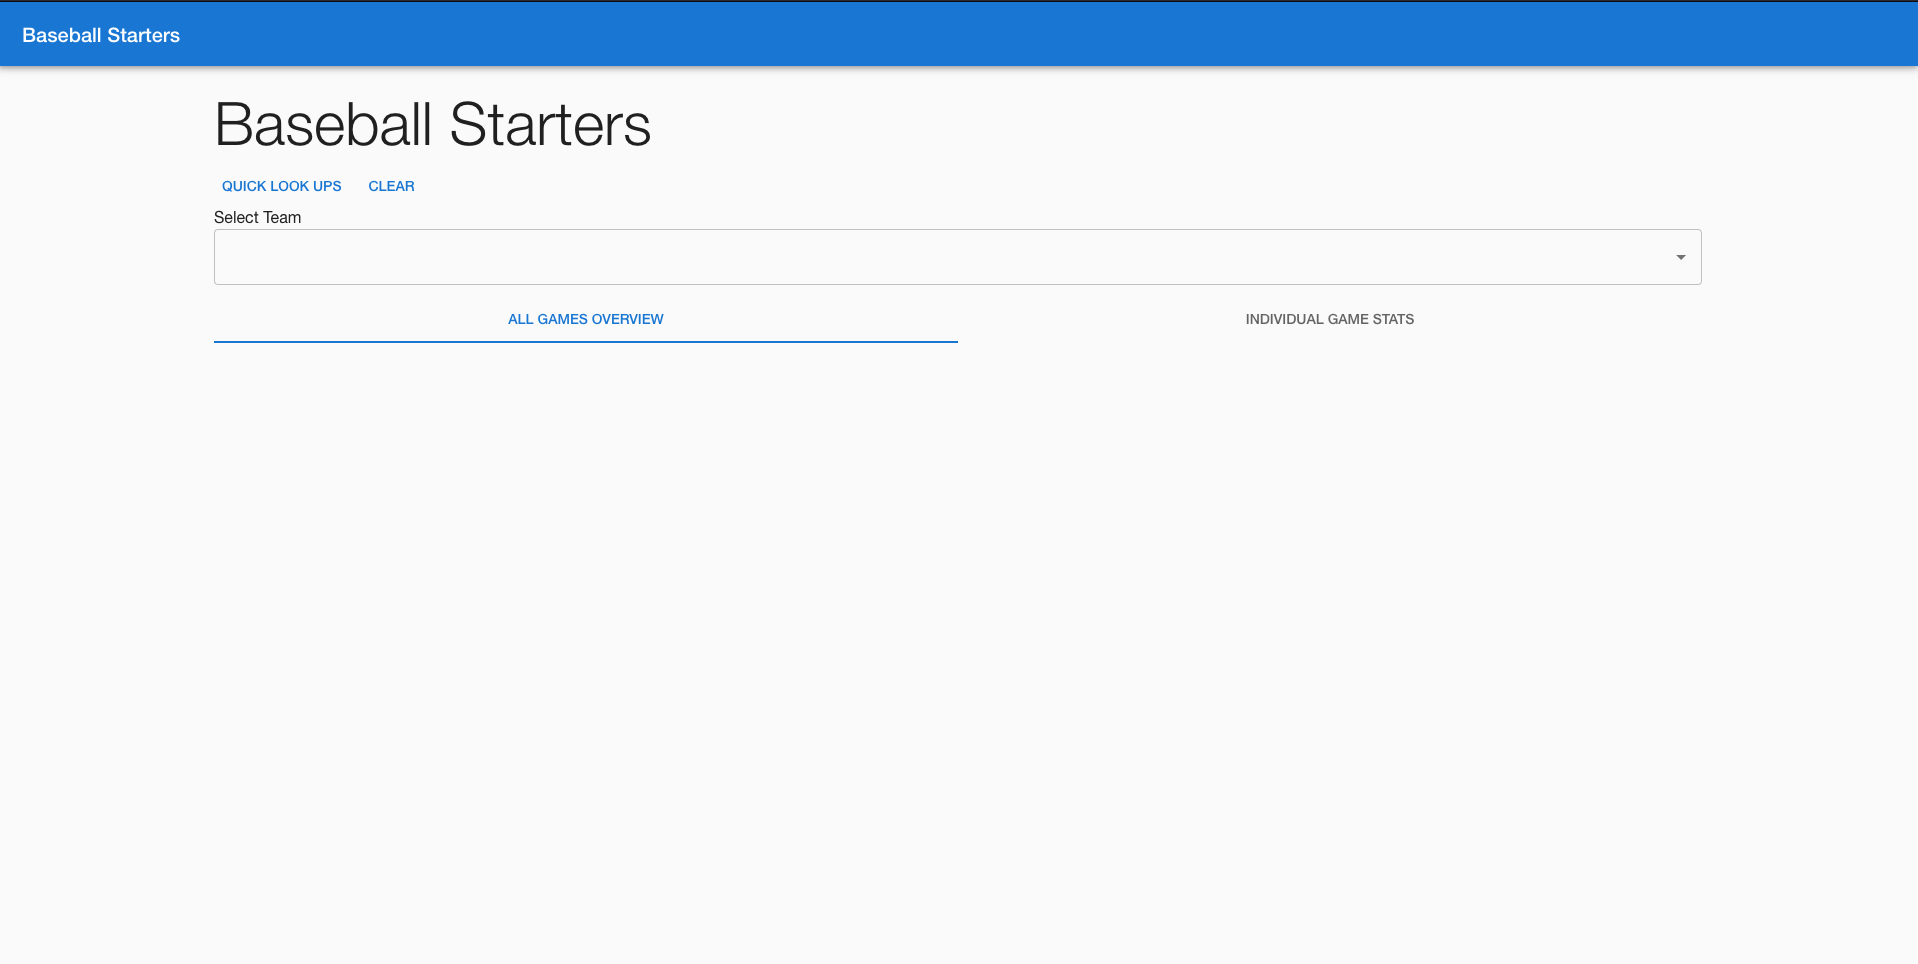 Baseball Starters
Baseball Starters
QUICK LOOK UPS CLEAR
Select Team
ALL GAMES OVERVIEW INDIVIDUAL GAME STATS